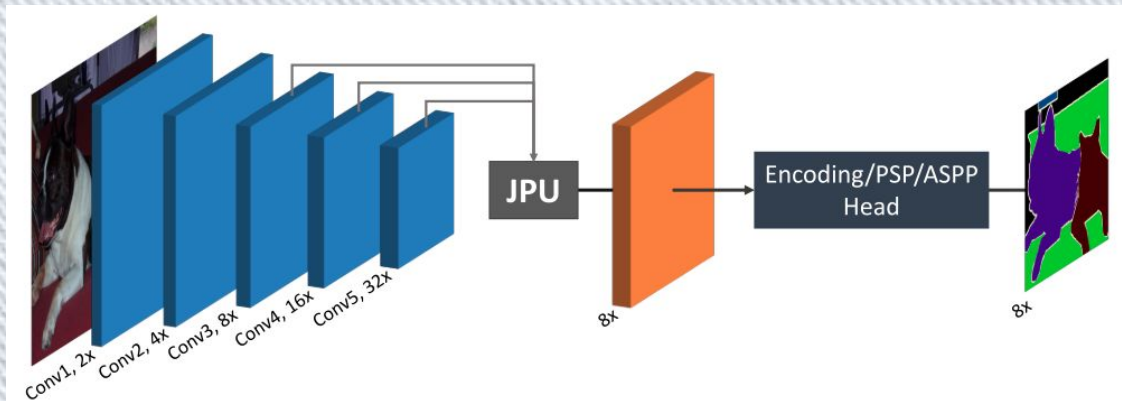 Conv1, 2x
Conv2, 4x
Conv3, 8x
Conv4, 16x
Conv5, 32x
JPU
8x
Encoding/PSP/ASPP
Head
8x